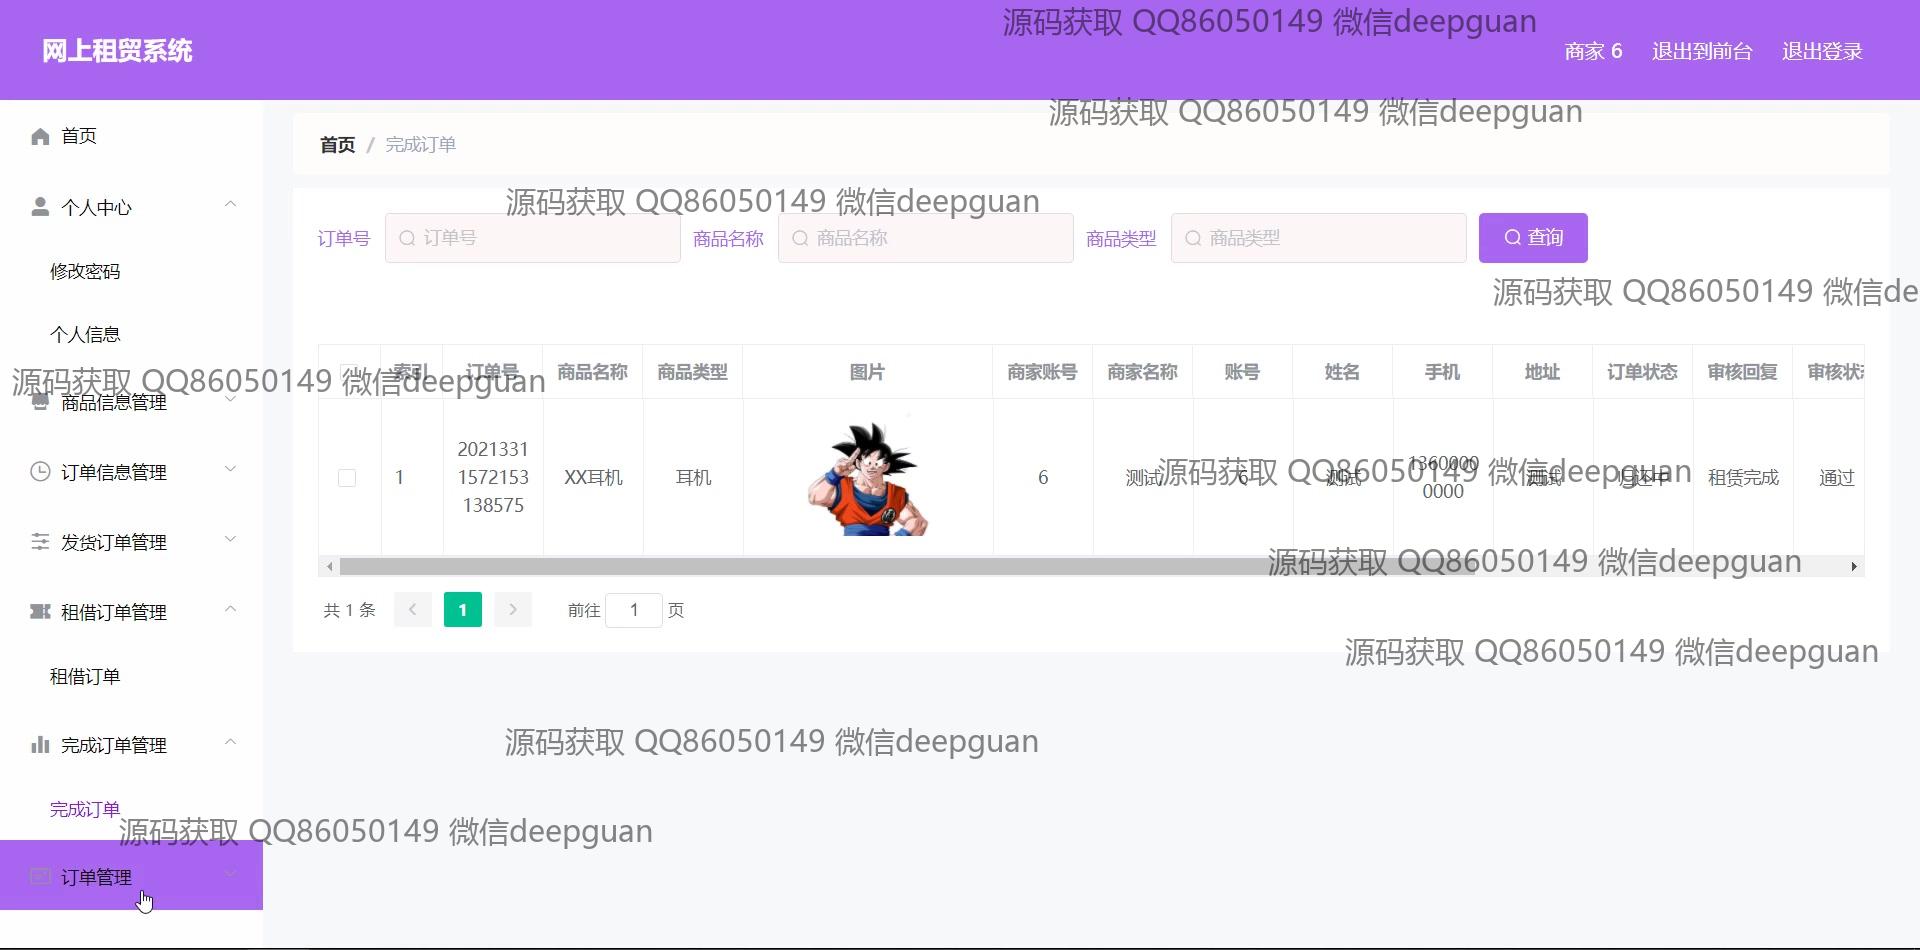 源码获取 QQ86050149 微信deepguan
网上租贸系统
商家 6 退出到前台 退出登录
源码获取 QQ86050149 微信deepguan
首页
首页 / 完成订单
个人中心
源码获取 QQ86050149 微信deepguan
订单号 订单号 商品名称 商品名称 商品类型 商品类型 查询
修改密码
源码获取 QQ86050149 微信de
个人信息
源码获取 QQ86050149 微信deepguan
索引 订单号 商品名称 商品类型 图片 商家账号 商家名称 账号 姓名 手机 地址 订单状态 审核回复 审核状
商品信息管理
2021331
1572153
138575
1 XX耳机 耳机 6 测试 6 测试 1360000 测试 归还中 租赁完成 通过
0000
源码获取 QQ86050149 微信deepguan
订单信息管理
发货订单管理
源码获取 QQ86050149 微信deepguan
共 1 条 1 前往 1 页
租借订单管理
源码获取 QQ86050149 微信deepguan
租借订单
完成订单管理
源码获取 QQ86050149 微信deepguan
完成订单
源码获取 QQ86050149 微信deepguan
订单管理